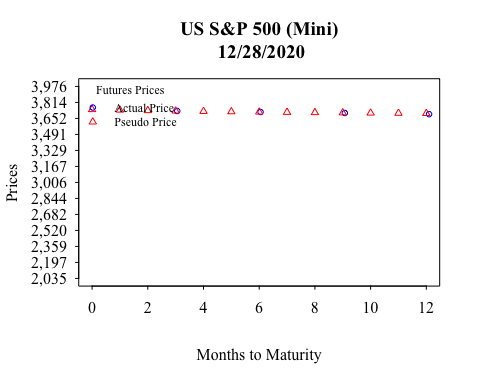 US S&P 500 (Mini)
12/28/2020
Futures Prices
Actual Price
Pseudo Price
Prices
3,976
3,814
3,652
3,491
3,329
3,167
3,006
2,844
2,682
2,520
2,359
2,197
2,035
0 2 4 6 8 10 12
Months to Maturity